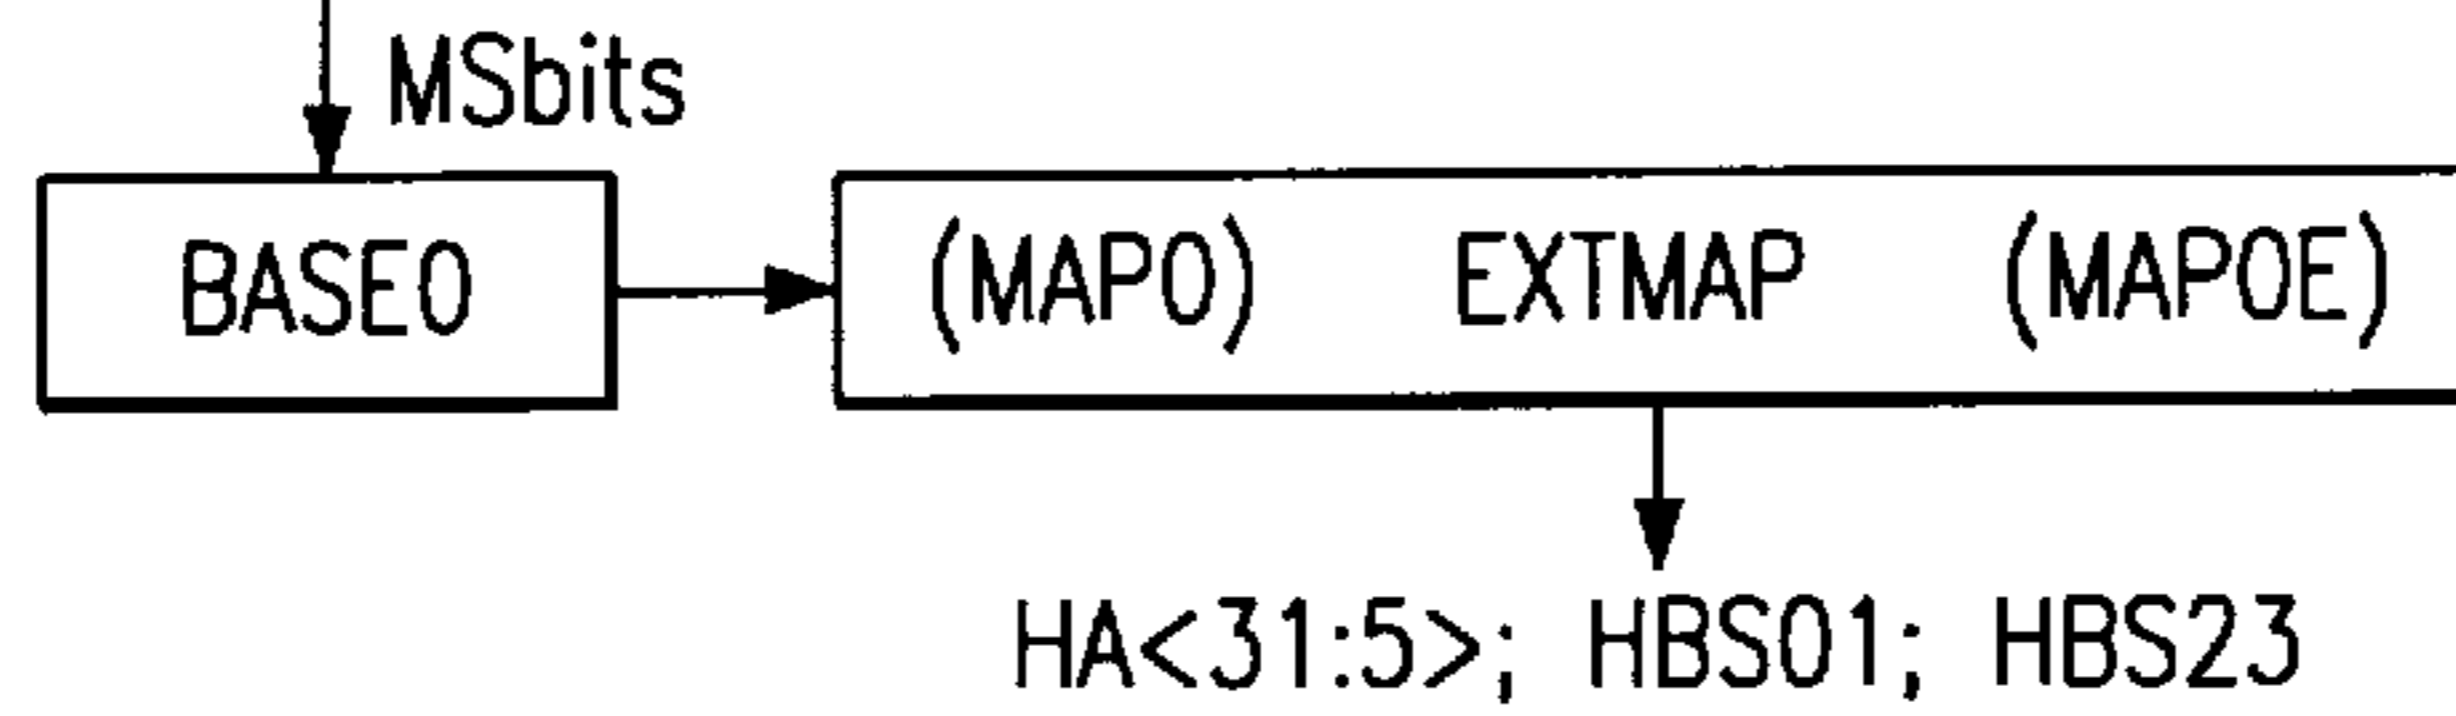 MSbits
BASE0 (MAP0) EXTMAP (MAP0E)
HA<31:5>; HBS01; HBS23